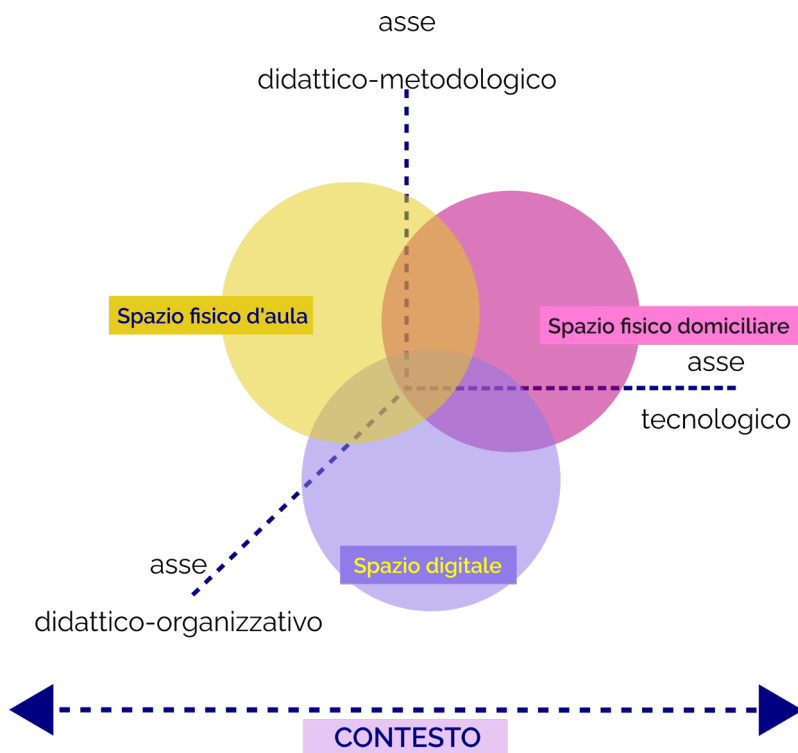 asse
didattico-metodologico
Spazio fisico d'aula
Spazio fisico domiciliare
asse
tecnologico
Spazio digitale
asse
didattico-organizzativo
CONTESTO